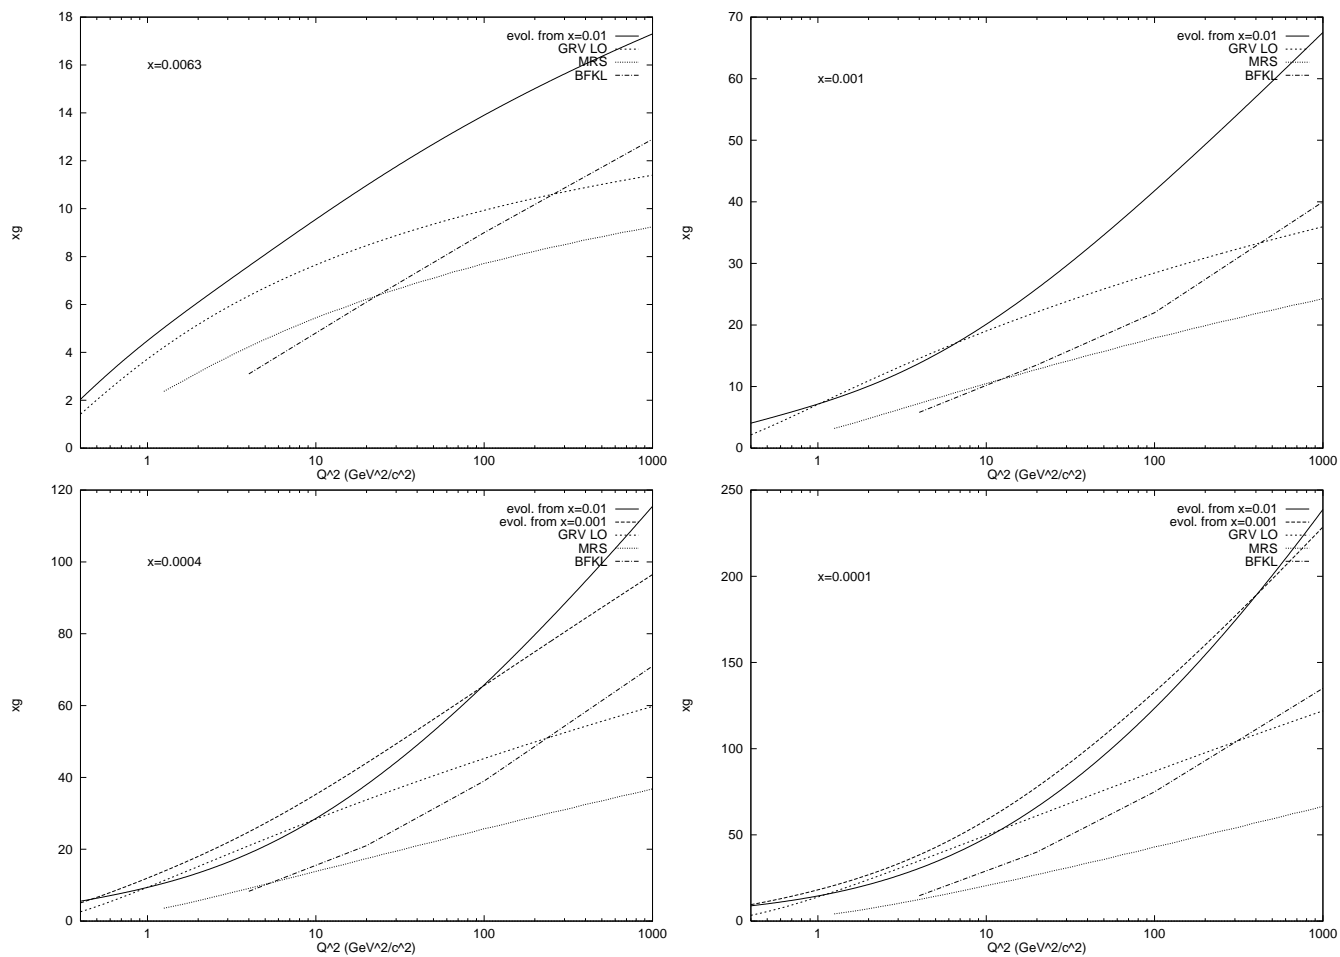 18
16
14
12
10
8
6
4
2
0
xg
x=0.0063
evol. from x=0.01
GRV LO
MRS
BFKL
1
10
100
1000
Q^2 (GeV^2/c^2)
70
60
50
40
30
20
10
0
xg
x=0.001
evol. from x=0.01
GRV LO
MRS
BFKL
1
10
100
1000
Q^2 (GeV^2/c^2)
120
100
80
60
40
20
0
xg
x=0.0004
evol. from x=0.01
evol. from x=0.001
GRV LO
MRS
BFKL
1
10
100
1000
Q^2 (GeV^2/c^2)
250
200
150
100
50
0
xg
x=0.0001
evol. from x=0.01
evol. from x=0.001
GRV LO
MRS
BFKL
1
10
100
1000
Q^2 (GeV^2/c^2)